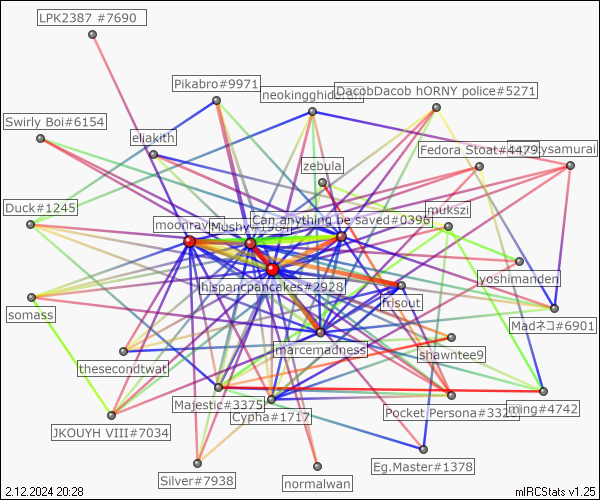 LPK2387 #7690
Pikabro#9971
neokingghidorah
DacobDacob hORNY police#5271
Swirly Boi#6154
eliakith
Fedora Stoat#4479
ysamurai
zebula
Duck#1245
moonray
Mushy#1984
Can anything be saved#0396
mukszi
hispancpancakes#2928
yoshimanden
somass
frisout
Madネコ#6901
marcemadness
shawntee9
thesecondtwat
Majestic#3375
Cypha#1717
Pocket Persona#3326
ming#4742
JKOUYH VIII#7034
Silver#7938
normalwan
Eg.Master#1378
2.12.2024 20:28
mIRCStats v1.25